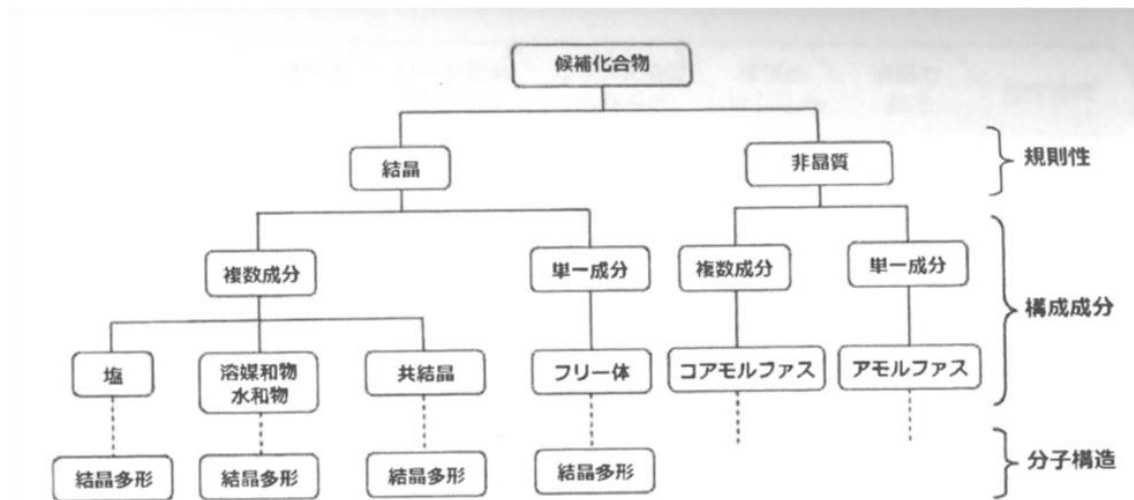 候補化合物
結晶
非晶質
規則性
複数成分
単一成分
複数成分
単一成分
構成成分
塩
溶媒和物
水和物
共結晶
フリー体
コアモルファス
アモルファス
結晶多形
結晶多形
結晶多形
結晶多形
分子構造